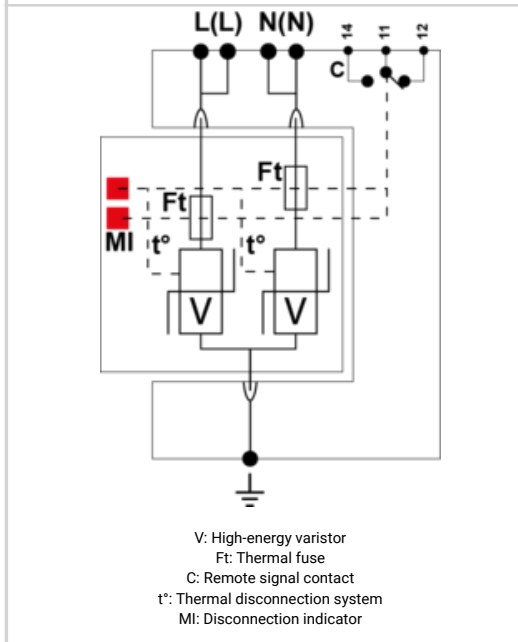 L(L) N(N) 14 11 12
C
Ft
Ft
MI t° t°
V V
V: High-energy varistor
Ft: Thermal fuse
C: Remote signal contact
t°: Thermal disconnection system
MI: Disconnection indicator